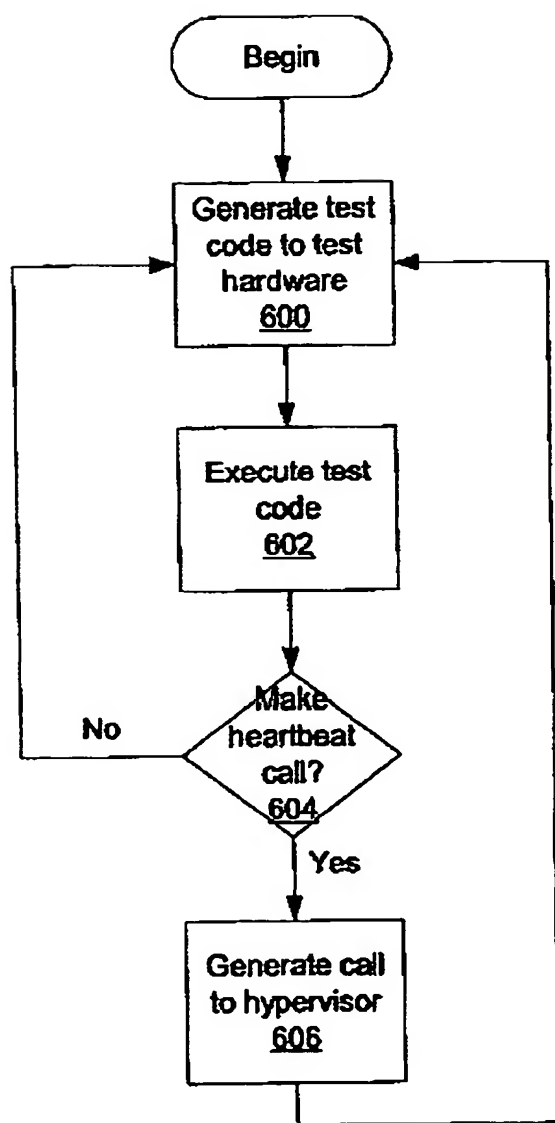 Begin
Generate test
code to test
hardware
600
Execute test
code
602
Make
heartbeat
call?
604
No
Yes
Generate call
to hypervisor
606